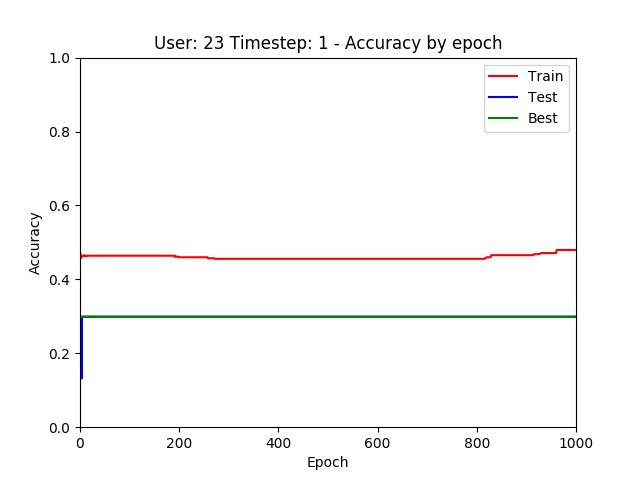 User: 23 Timestep: 1 - Accuracy by epoch
Train
Test
Best
Accuracy
1.0
0.8
0.6
0.4
0.2
0.0
0 200 400 600 800 1000
Epoch